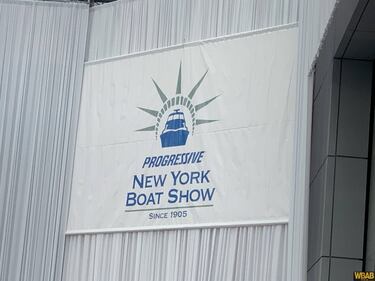 PROGRESSIVE
NEW YORK
BOAT SHOW
SINCE 1905
WBAB